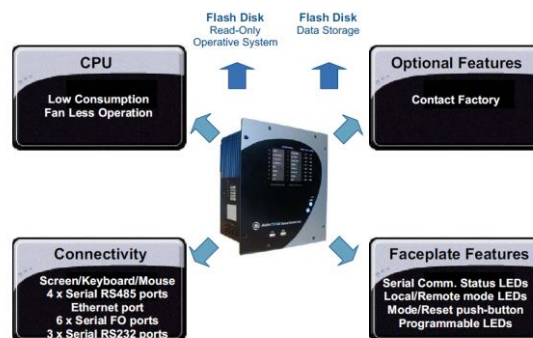 Flash Disk
Read-Only
Operative System
Flash Disk
Data Storage
CPU
Low Consumption
Fan Less Operation
Optional Features
Contact Factory
Connectivity
Screen/Keyboard/Mouse
4 x Serial RS485 ports
Ethernet port
6 x Serial FO ports
3 x Serial RS232 ports
Faceplate Features
Serial Comm. Status LEDs
Local/Remote mode LEDs
Mode/Reset push-button
Programmable LEDs